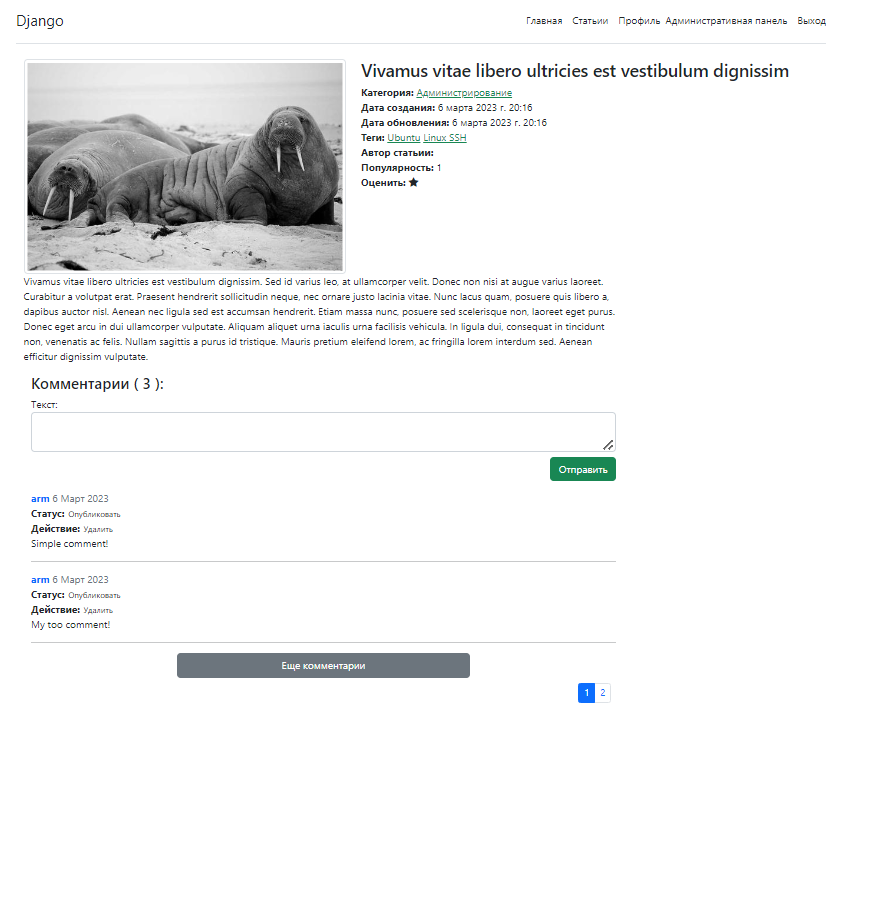 Django
Главная Статьи Профиль Административная панель Выход
Vivamus vitae libero ultricies est vestibulum dignissim
Категория: Администрирование
Дата создания: 6 марта 2023 г. 20:16
Дата обновления: 6 марта 2023 г. 20:16
Теги: Ubuntu Linux SSH
Автор статьии:
Популярность: 1
Оценить: ★
Vivamus vitae libero ultricies est vestibulum dignissim. Sed id varius leo, at ullamcorper velit. Donec non nisi at augue varius laoreet.
Curabitur a volutpat erat. Praesent hendrerit sollicitudin neque, nec ornare justo lacinia vitae. Nunc lacus quam, posuere quis libero a,
dapibus auctor nisl. Aenean nec ligula sed est accumsan hendrerit. Etiam massa nunc, posuere sed scelerisque non, laoreet eget purus.
Donec eget arcu in dui ullamcorper vulputate. Aliquam aliquet urna iaculis urna facilisis vehicula. In ligula dui, consequat in tincidunt
non, venenatis ac felis. Nullam sagittis a purus id tristique. Mauris pretium eleifend lorem, ac fringilla lorem interdum sed. Aenean
efficitur dignissim vulputate.
Комментарии ( 3 ):
Текст:
Отправить
arm 6 Март 2023
Статус: Опубликовать
Действие: Удалить
Simple comment!
arm 6 Март 2023
Статус: Опубликовать
Действие: Удалить
My too comment!
Еще комментарии
1 2